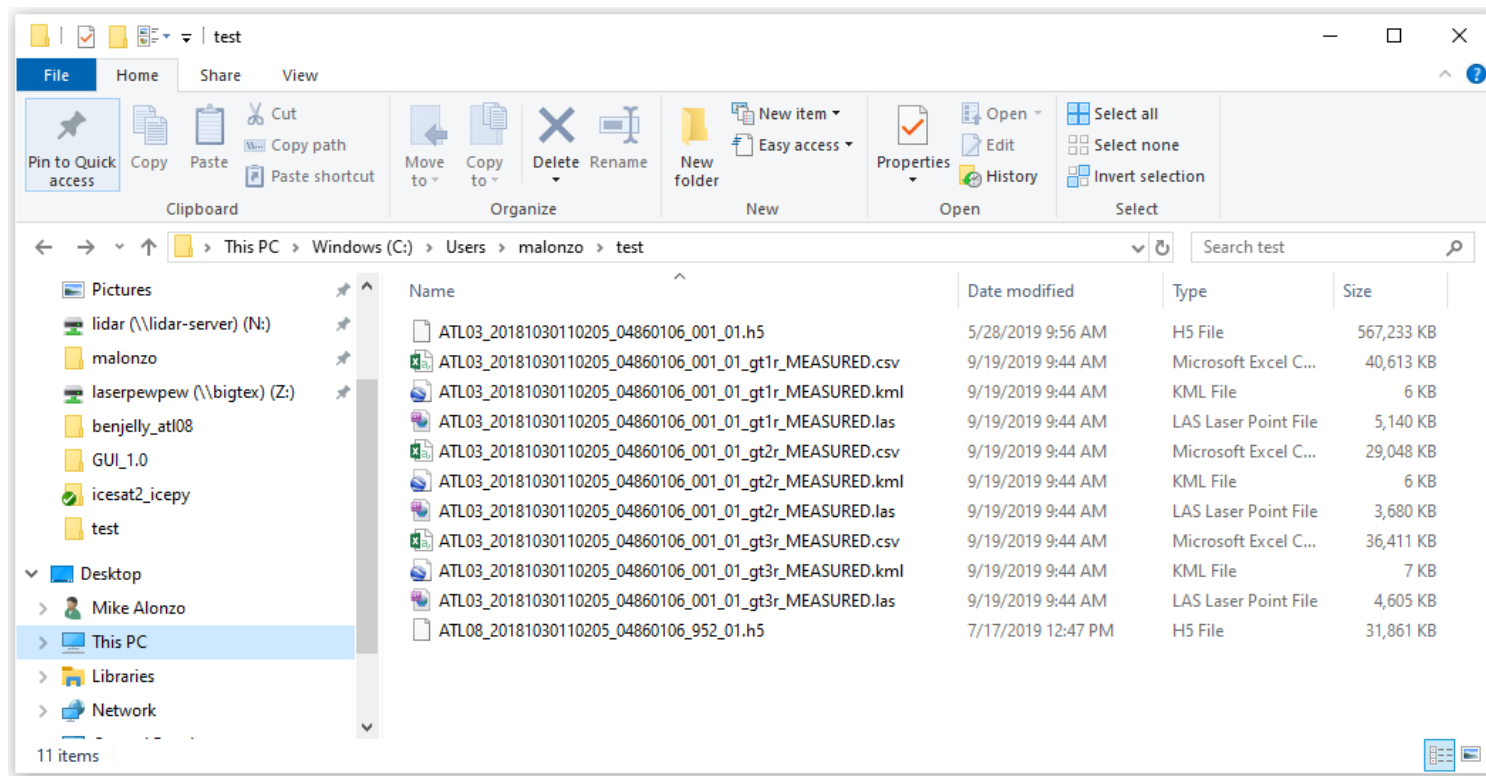 test
File Home Share View
Pin to Quick access
Copy
Paste
Cut
Copy path
Paste shortcut
Clipboard
Move to
Copy to
Delete
Rename
Organize
New folder
New item
Easy access
New
Properties
Open
Edit
History
Open
Select all
Select none
Invert selection
Select
This PC > Windows (C:) > Users > malonzo > test
Search test
Pictures
lidar (\\lidar-server) (N:)
malonzo
laserpewpew (\\bigtex) (Z:)
benjelly_atl08
GUI_1.0
icesat2_icepy
test
Desktop
Mike Alonzo
This PC
Libraries
Network
Name Date modified Type Size
ATL03_20181030110205_04860106_001_01.h5 5/28/2019 9:56 AM H5 File 567,233 KB
ATL03_20181030110205_04860106_001_01_gt1r_MEASURED.csv 9/19/2019 9:44 AM Microsoft Excel C... 40,613 KB
ATL03_20181030110205_04860106_001_01_gt1r_MEASURED.kml 9/19/2019 9:44 AM KML File 6 KB
ATL03_20181030110205_04860106_001_01_gt1r_MEASURED.las 9/19/2019 9:44 AM LAS Laser Point File 5,140 KB
ATL03_20181030110205_04860106_001_01_gt2r_MEASURED.csv 9/19/2019 9:44 AM Microsoft Excel C... 29,048 KB
ATL03_20181030110205_04860106_001_01_gt2r_MEASURED.kml 9/19/2019 9:44 AM KML File 6 KB
ATL03_20181030110205_04860106_001_01_gt2r_MEASURED.las 9/19/2019 9:44 AM LAS Laser Point File 3,680 KB
ATL03_20181030110205_04860106_001_01_gt3r_MEASURED.csv 9/19/2019 9:44 AM Microsoft Excel C... 36,411 KB
ATL03_20181030110205_04860106_001_01_gt3r_MEASURED.kml 9/19/2019 9:44 AM KML File 7 KB
ATL03_20181030110205_04860106_001_01_gt3r_MEASURED.las 9/19/2019 9:44 AM LAS Laser Point File 4,605 KB
ATL08_20181030110205_04860106_952_01.h5 7/17/2019 12:47 PM H5 File 31,861 KB
11 items